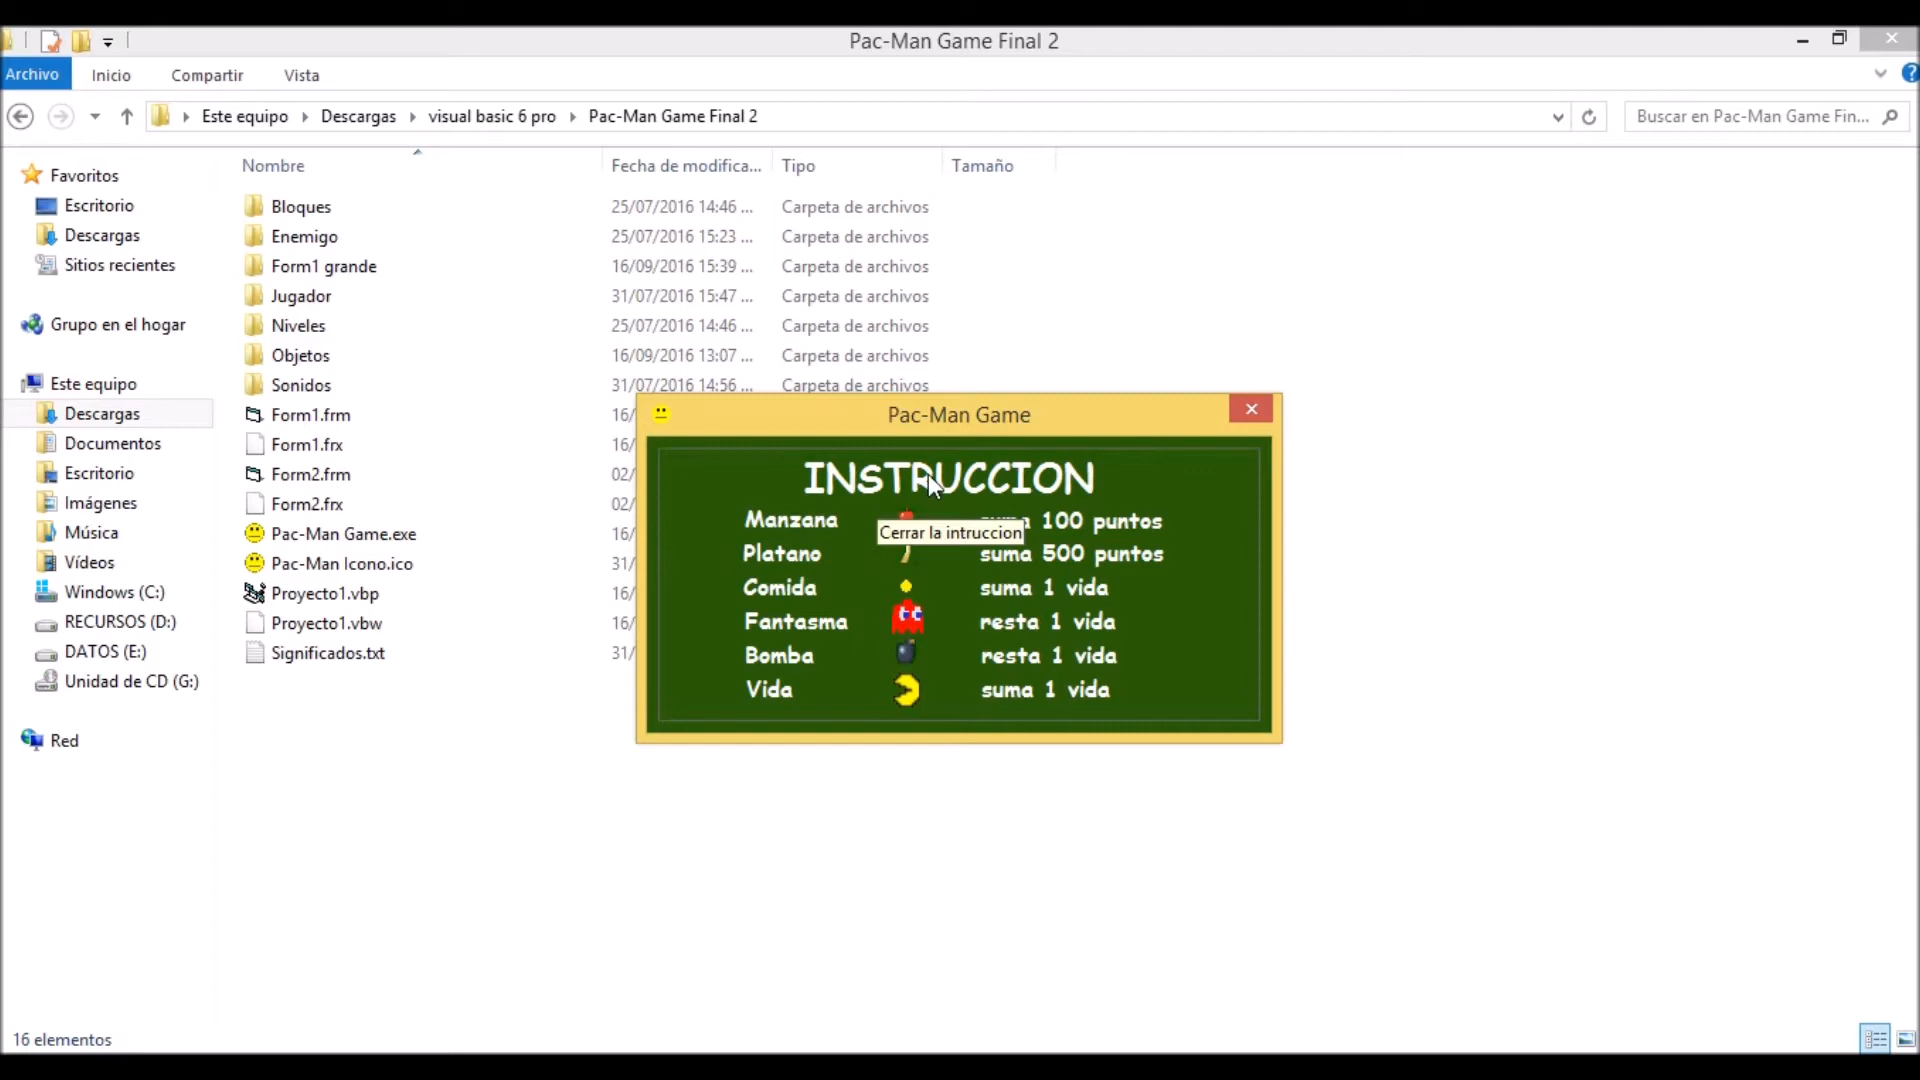 Pac-Man Game Final 2
Archivo Inicio Compartir Vista
Este equipo Descargas visual basic 6 pro Pac-Man Game Final 2
Buscar en Pac-Man Game Fin...
Nombre Fecha de modifica... Tipo Tamaño
Favoritos
Escritorio
Descargas
Sitios recientes
Grupo en el hogar
Este equipo
Descargas
Documentos
Escritorio
Imágenes
Música
Vídeos
Windows (C:)
RECURSOS (D:)
DATOS (E:)
Unidad de CD (G:)
Red
Bloques 25/07/2016 14:46 ... Carpeta de archivos
Enemigo 25/07/2016 15:23 ... Carpeta de archivos
Form1 grande 16/09/2016 15:39 ... Carpeta de archivos
Jugador 31/07/2016 15:47 ... Carpeta de archivos
Niveles 25/07/2016 14:46 ... Carpeta de archivos
Objetos 16/09/2016 13:07 ... Carpeta de archivos
Sonidos 31/07/2016 14:56 ... Carpeta de archivos
Form1.frm 16/
Form1.frx 16/
Form2.frm 02/
Form2.frx 02/
Pac-Man Game.exe 16/
Pac-Man Icono.ico 31/
Proyecto1.vbp 16/
Proyecto1.vbw 16/
Significados.txt 31/
Pac-Man Game
INSTRUCCION
Manzana 100 puntos
Cerrar la intruccion
Platano suma 500 puntos
Comida suma 1 vida
Fantasma resta 1 vida
Bomba resta 1 vida
Vida suma 1 vida
16 elementos